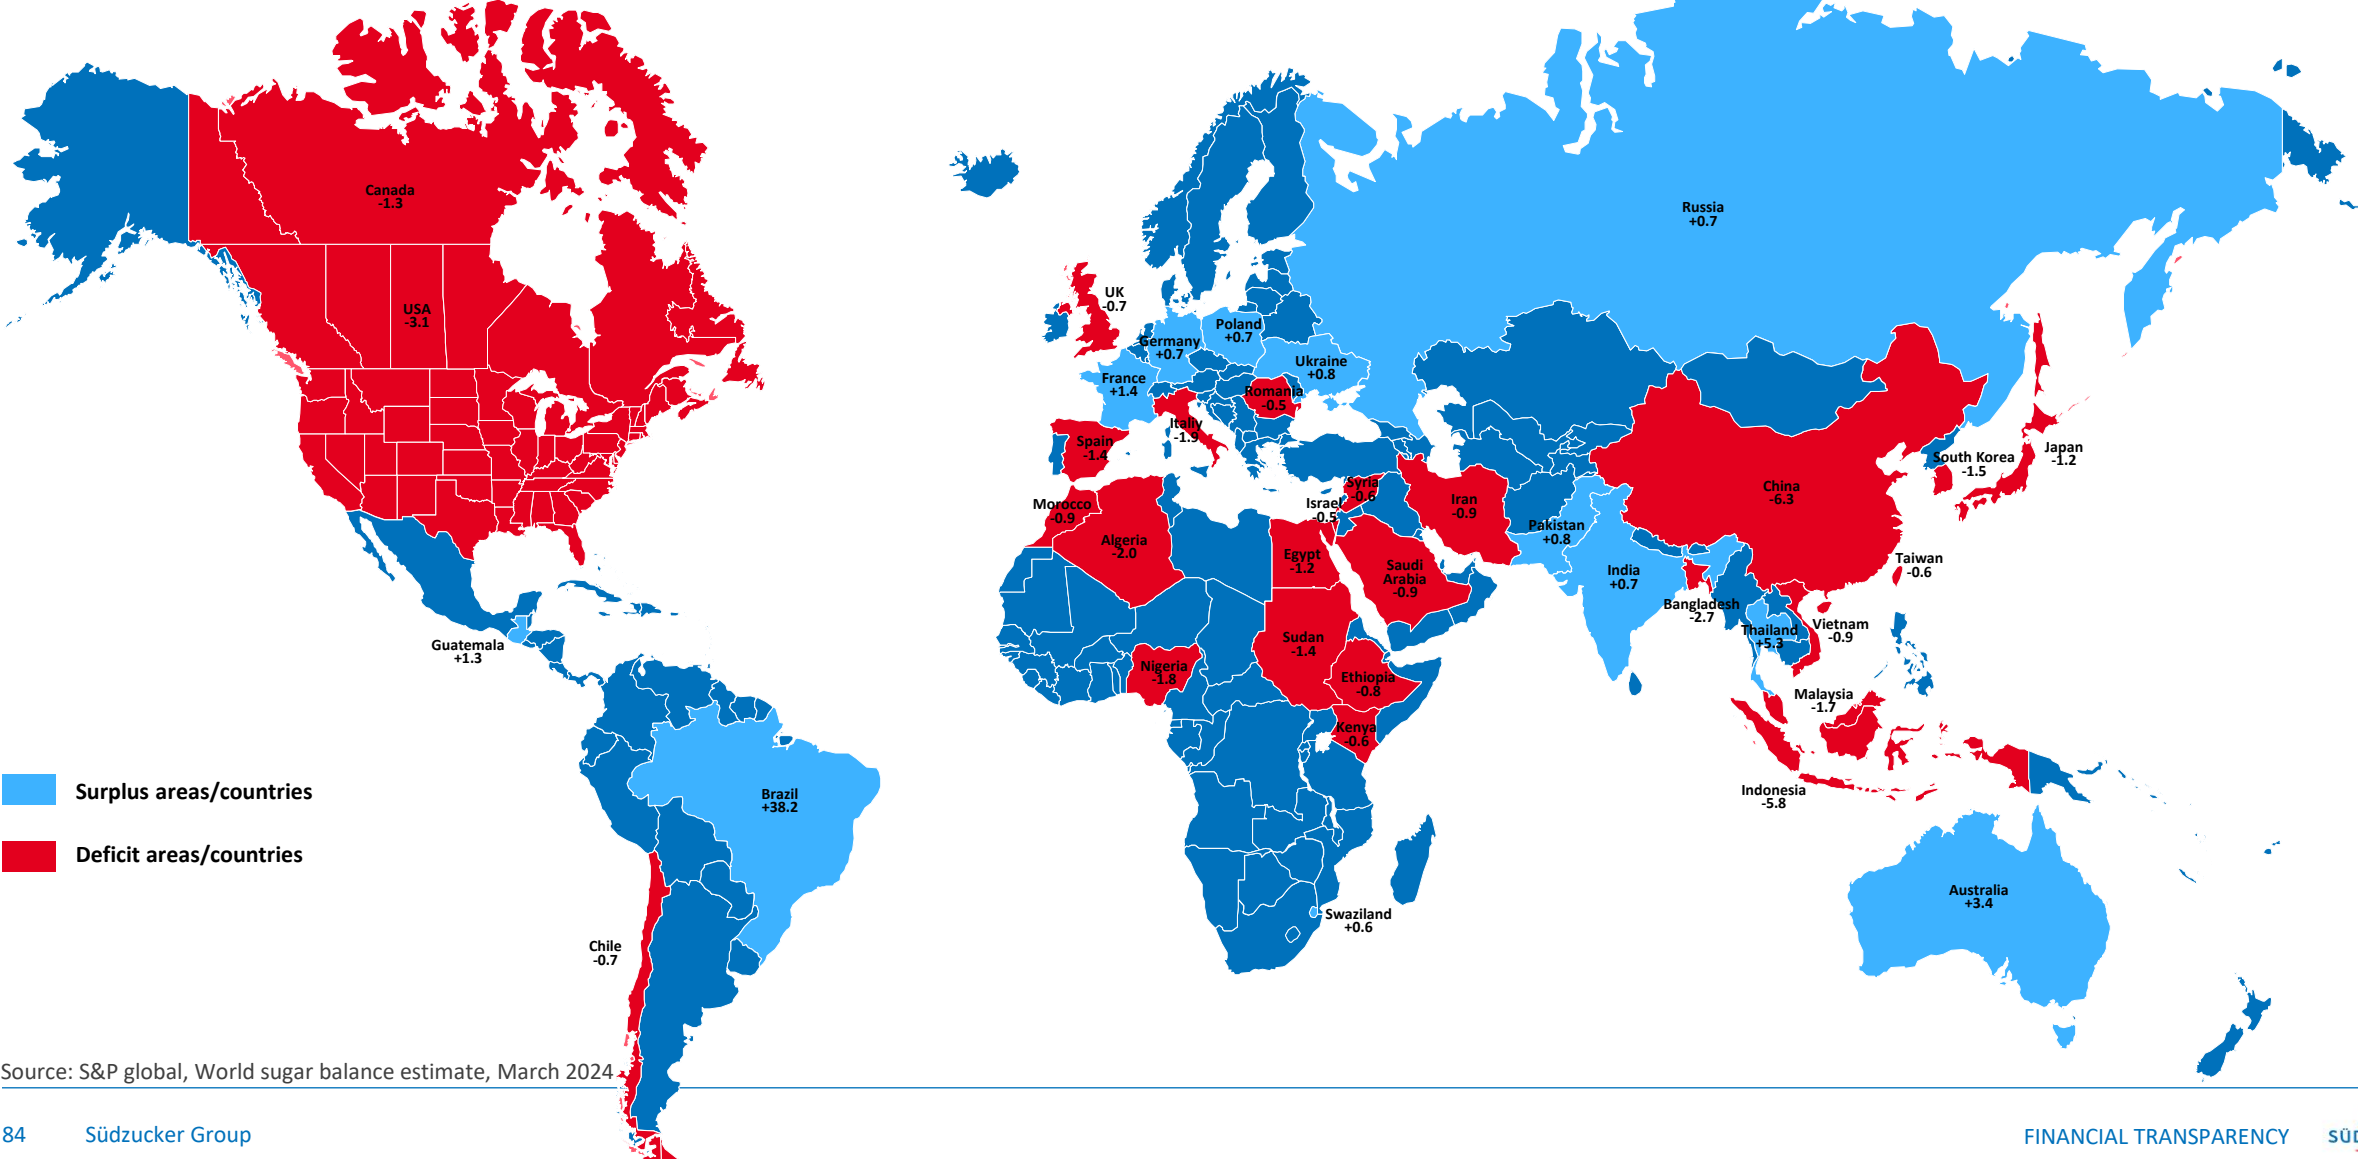 Canada
-1.3
Russia
+0.7
USA
-3.1
UK
-0.7
Poland
+0.7
Germany
+0.7
Ukraine
+0.8
France
+1.4
Romania
-0.5
Italiy
-1.9
Spain
-1.4
South Korea
-1.5
Japan
-1.2
China
-6.3
Syria
-0.6
Iran
-0.9
Israel
-0.5
Morocco
-0.9
Pakistan
+0.8
Algeria
-2.0
Egypt
-1.2
Saudi
Arabia
-0.9
India
+0.7
Taiwan
-0.6
Bangladesh
-2.7
Thailand
+5.3
Vietnam
-0.9
Guatemala
+1.3
Sudan
-1.4
Nigeria
-1.8
Ethiopia
-0.8
Malaysia
-1.7
Kenya
-0.6
Indonesia
-5.8
Brazil
+38.2
Surplus areas/countries
Deficit areas/countries
Australia
+3.4
Swaziland
+0.6
Chile
-0.7
Source: S&P global, World sugar balance estimate, March 2024
84 Südzucker Group
FINANCIAL TRANSPARENCY